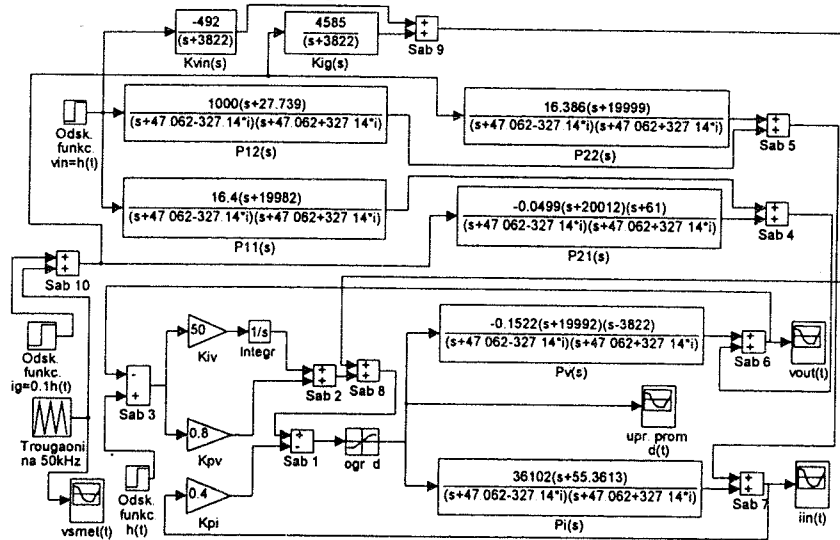 -492
(s+3822)
Kvin(s)
4585
(s+3822)
Kig(s)
+
+
Sab 9
Odsk.
funkc.
vin=h(t)
1000(s+27.739)
(s+47 062-327 14*i)(s+47.062+327 14*i)
P12(s)
16.386(s+19999)
(s+47 062-327 14*i)(s+47 062+327 14*i)
P22(s)
+
+
Sab 5
16.4(s+19982)
(s+47 062-327 14*i)(s+47 062+327 14*i)
P11(s)
-0.0499(s+20012)(s+61)
(s+47 062-327 14*i)(s+47 062+327 14*i)
P21(s)
+
+
Sab 4
+
+
Sab 10
Odsk.
funkc.
ig=0.1h(t)
Trougaoni
na 50kHz
vsmet(t)
-
+
Sab 3
Odsk
funkc
h(t)
50
Kiv
1/s
Integr
0.8
Kpv
0.4
Kpi
+
+
Sab 2
+
+
Sab 8
+
-
Sab 1
ogr d
-0.1522(s+19992)(s-3822)
(s+47 062-327 14*i)(s+47 062+327 14*i)
Pv(s)
+
+
Sab 6
vout(t)
upr. prom
d(t)
36102(s+55.3613)
(s+47 062-327 14*i)(s+47 062+327 14*i)
Pi(s)
+
+
Sab 7
iin(t)